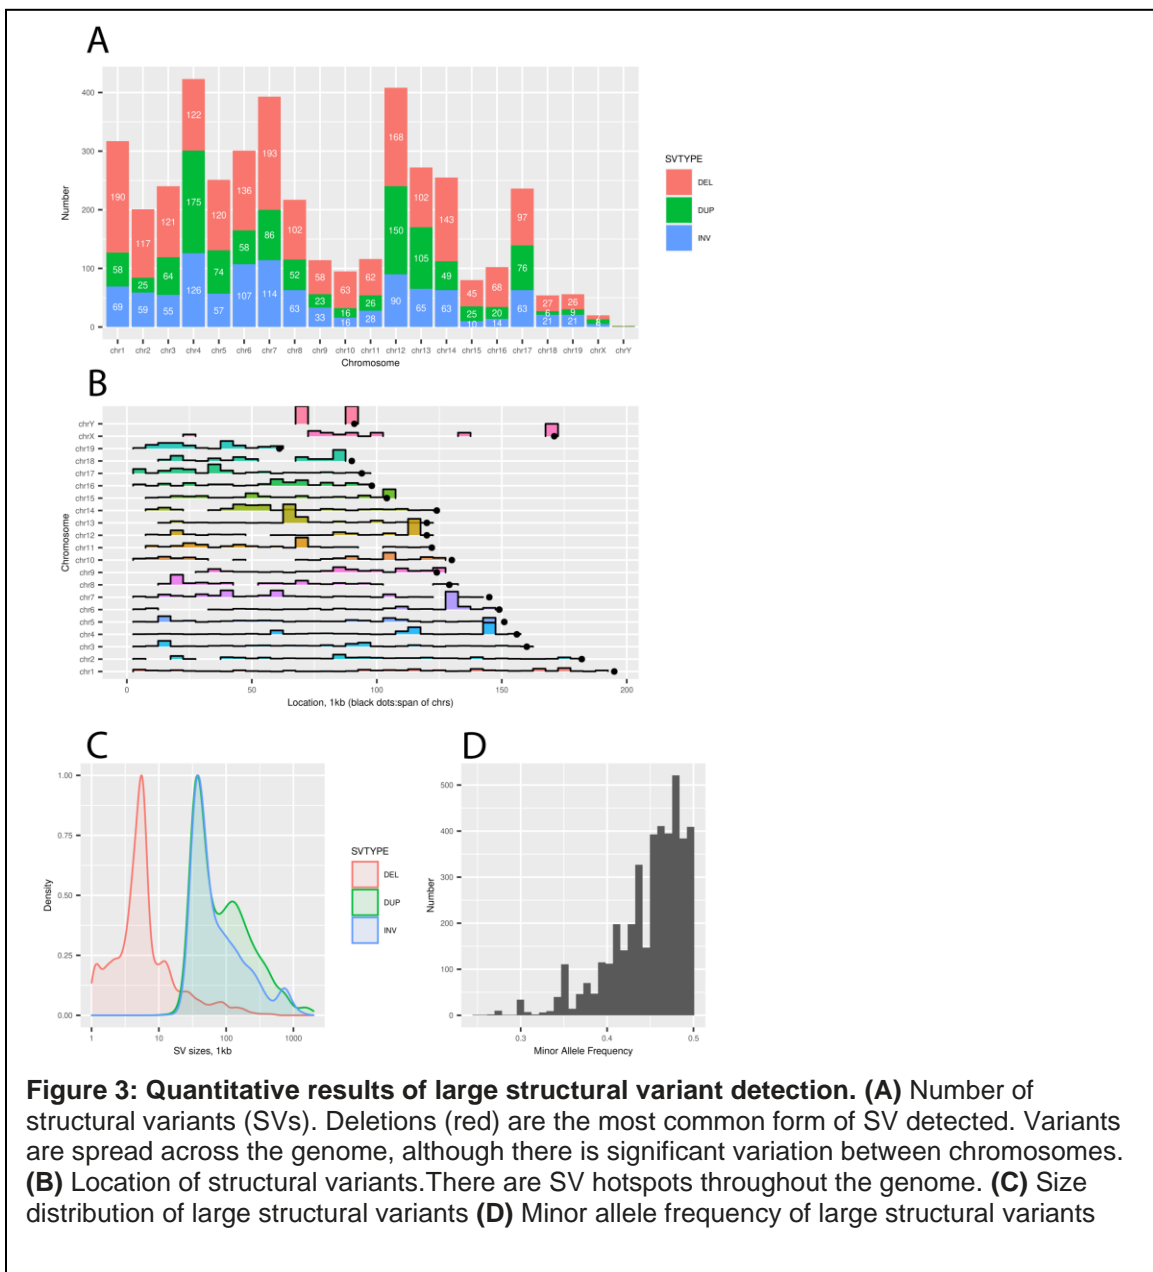 A
400
300
200
100
0
Number
190
58
69
117
25
59
121
64
55
122
175
126
120
74
57
136
58
107
193
86
114
102
52
63
58
23
33
63
16
16
62
26
28
168
150
90
102
105
65
143
49
63
45
25
10
68
20
14
97
76
63
27
6
21
26
9
21
chr1 chr2 chr3 chr4 chr5 chr6 chr7 chr8 chr9 chr10 chr11 chr12 chr13 chr14 chr15 chr16 chr17 chr18 chr19 chrX chrY
Chromosome
SVTYPE
DEL
DUP
INV
B
Chromosome
chrY
chrX
chr19
chr18
chr17
chr16
chr15
chr14
chr13
chr12
chr11
chr10
chr9
chr8
chr7
chr6
chr5
chr4
chr3
chr2
chr1
0 50 100 150 200
Location, 1kb (black dots:span of chrs)
C
1.00
0.75
0.50
0.25
0.00
Density
1 10 100 1000
SV sizes, 1kb
SVTYPE
DEL
DUP
INV
D
500
400
300
200
100
0
Number
0.3 0.4 0.5
Minor Allele Frequency
Figure 3: Quantitative results of large structural variant detection. (A) Number of
structural variants (SVs). Deletions (red) are the most common form of SV detected. Variants
are spread across the genome, although there is significant variation between chromosomes.
(B) Location of structural variants.There are SV hotspots throughout the genome. (C) Size
distribution of large structural variants (D) Minor allele frequency of large structural variants